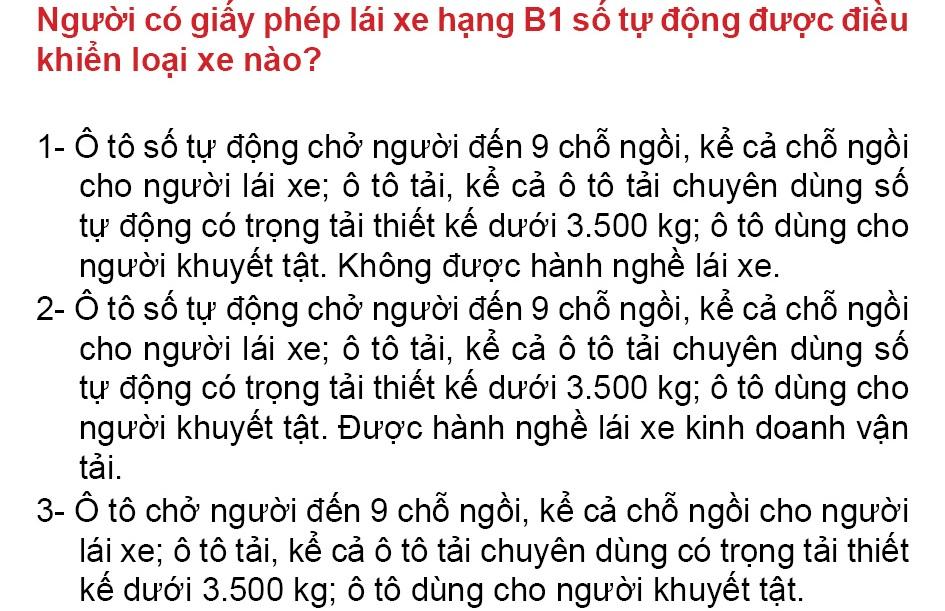 Người có giấy phép lái xe hạng B1 số tự động được điều
khiển loại xe nào?
1- Ô tô số tự động chở người đến 9 chỗ ngồi, kể cả chỗ ngồi
cho người lái xe; ô tô tải, kể cả ô tô tải chuyên dùng số
tự động có trọng tải thiết kế dưới 3.500 kg; ô tô dùng cho
người khuyết tật. Không được hành nghề lái xe.
2- Ô tô số tự động chở người đến 9 chỗ ngồi, kể cả chỗ ngồi
cho người lái xe; ô tô tải, kể cả ô tô tải chuyên dùng số
tự động có trọng tải thiết kế dưới 3.500 kg; ô tô dùng cho
người khuyết tật. Được hành nghề lái xe kinh doanh vận
tải.
3- Ô tô chở người đến 9 chỗ ngồi, kể cả chỗ ngồi cho người
lái xe; ô tô tải, kể cả ô tô tải chuyên dùng có trọng tải thiết
kế dưới 3.500 kg; ô tô dùng cho người khuyết tật.